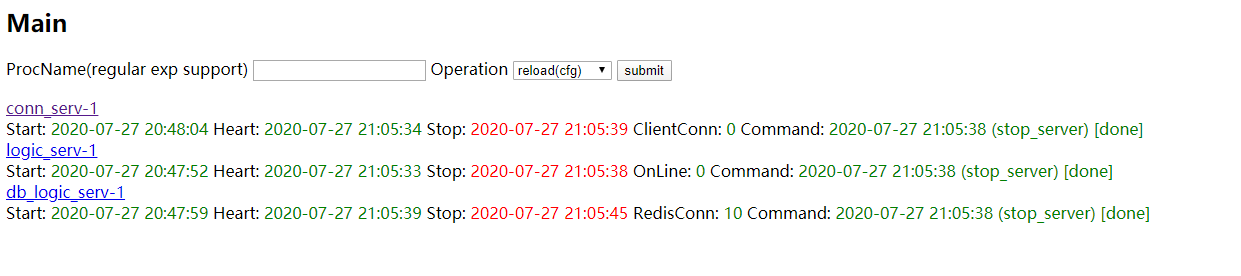 Main
ProcName(regular exp support) Operation reload(cfg) submit
conn_serv-1
Start: 2020-07-27 20:48:04 Heart: 2020-07-27 21:05:34 Stop: 2020-07-27 21:05:39 ClientConn: 0 Command: 2020-07-27 21:05:38 (stop_server) [done]
logic_serv-1
Start: 2020-07-27 20:47:52 Heart: 2020-07-27 21:05:33 Stop: 2020-07-27 21:05:38 OnLine: 0 Command: 2020-07-27 21:05:38 (stop_server) [done]
db_logic_serv-1
Start: 2020-07-27 20:47:59 Heart: 2020-07-27 21:05:39 Stop: 2020-07-27 21:05:45 RedisConn: 10 Command: 2020-07-27 21:05:38 (stop_server) [done]